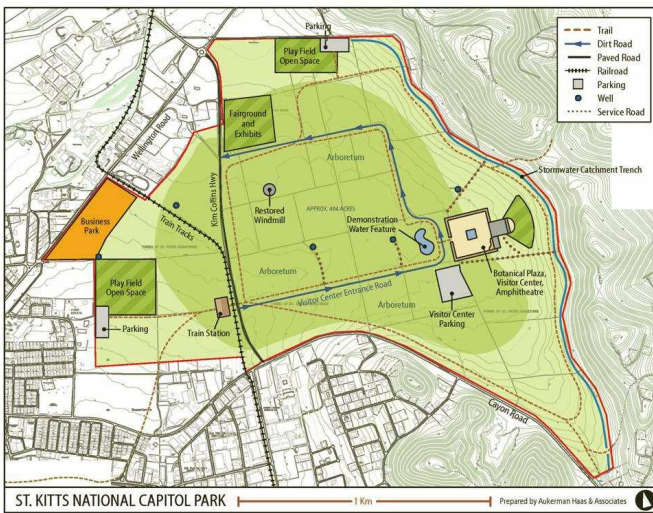 Parking
Play Field
Open Space
Trail
Dirt Road
Paved Road
Railroad
Parking
Well
Service Road
Wellington Road
Fairground
and
Exhibits
Arboretum
Stormwater Catchment Trench
Kim Collins Hwy
Restored
Windmill
APPROX. 494 ACRES
Demonstration
Water Feature
Business
Park
Train Tracks
Play Field
Open Space
Arboretum
Visitor Center Entrance Road
Arboretum
Botanical Plaza,
Visitor Center,
Amphitheatre
Parking
Train Station
Visitor Center
Parking
Cayon Road
ST. KITTS NATIONAL CAPITOL PARK
1 Km
Prepared by Aukerman Haas & Associates